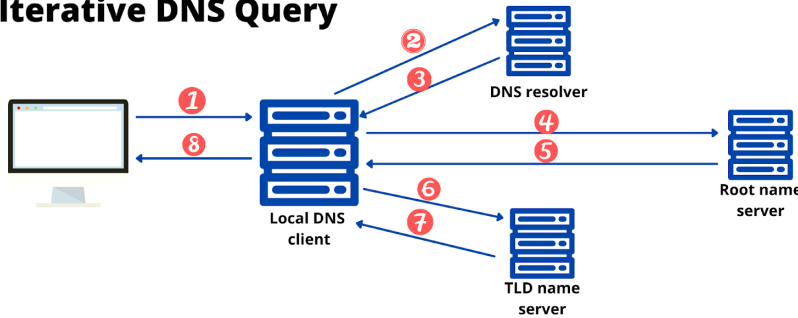 Iterative DNS Query
2
3
DNS resolver
1
4
8
5
6
Root name
server
7
Local DNS
client
TLD name
server